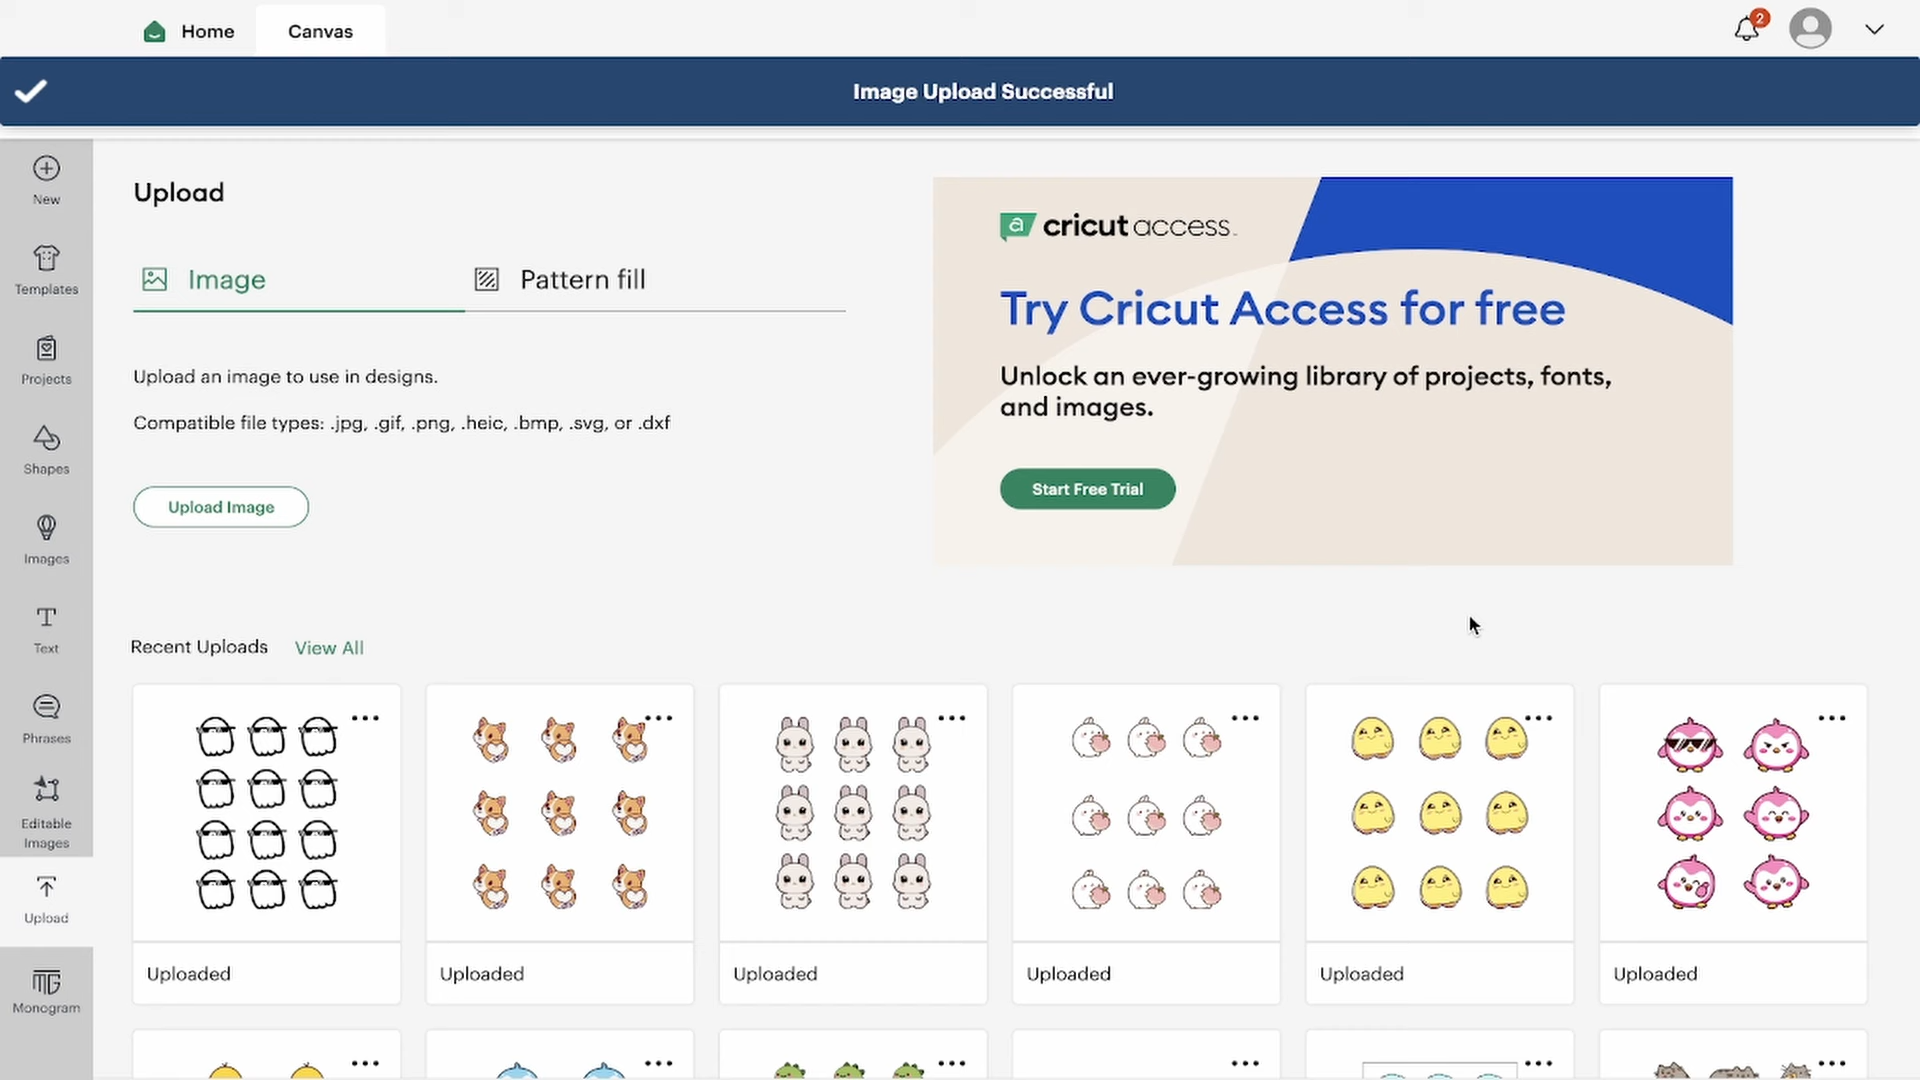 Home
Canvas
2
Image Upload Successful
New
Templates
Projects
Shapes
Images
Text
Phrases
Editable
Images
Upload
Monogram
Upload
Image
Pattern fill
Upload an image to use in designs.
Compatible file types: .jpg, .gif, .png, .heic, .bmp, .svg, or .dxf
Upload Image
a cricut access
Try Cricut Access for free
Unlock an ever-growing library of projects, fonts,
and images.
Start Free Trial
Recent Uploads
View All
Uploaded
Uploaded
Uploaded
Uploaded
Uploaded
Uploaded